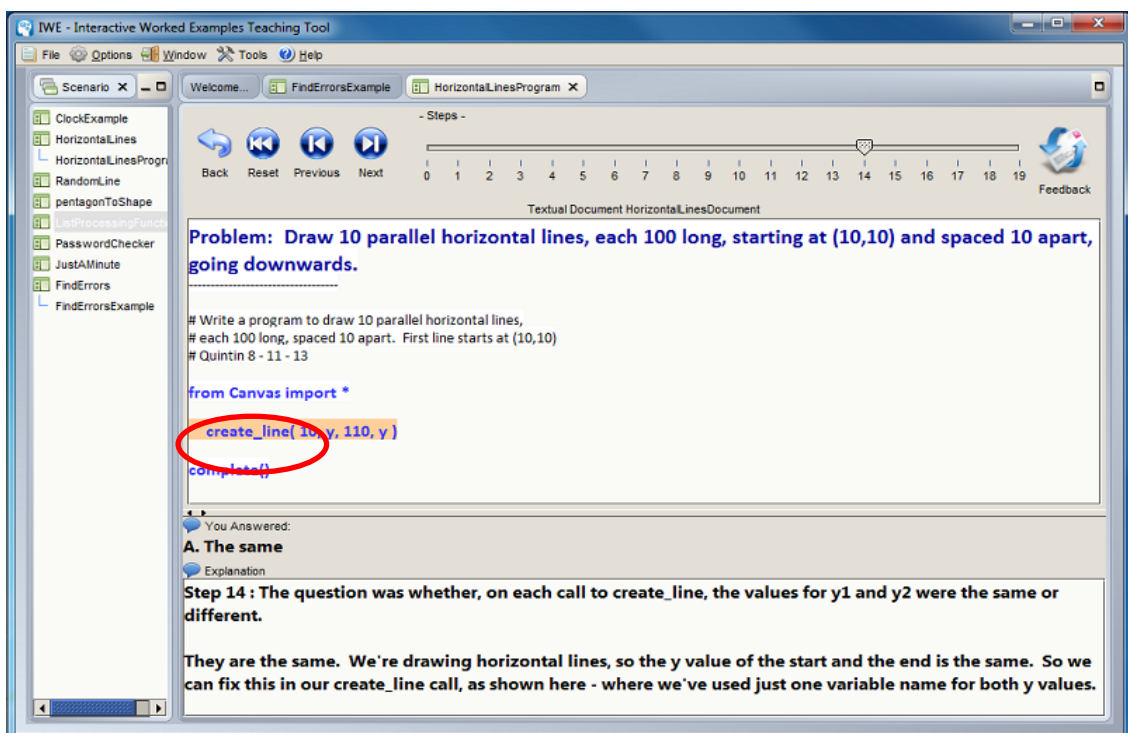 IWE - Interactive Worked Examples Teaching Tool
File Options Window Tools Help
Scenario
Welcome... FindErrorsExample HorizontalLinesProgram
ClockExample
HorizontalLines
HorizontalLinesProgr
RandomLine
pentagonToShape
ListProcessingFuncti
PasswordChecker
JustAMinute
FindErrors
FindErrorsExample
- Steps -
Back Reset Previous Next
0 1 2 3 4 5 6 7 8 9 10 11 12 13 14 15 16 17 18 19
Feedback
Textual Document HorizontalLinesDocument
Problem: Draw 10 parallel horizontal lines, each 100 long, starting at (10,10) and spaced 10 apart,
going downwards.
----------------------------------
# Write a program to draw 10 parallel horizontal lines,
# each 100 long, spaced 10 apart. First line starts at (10,10)
# Quintin 8 - 11 - 13
from Canvas import *
create_line( 10, y, 110, y )
complete()
You Answered:
A. The same
Explanation
Step 14 : The question was whether, on each call to create_line, the values for y1 and y2 were the same or
different.
They are the same. We're drawing horizontal lines, so the y value of the start and the end is the same. So we
can fix this in our create_line call, as shown here - where we've used just one variable name for both y values.